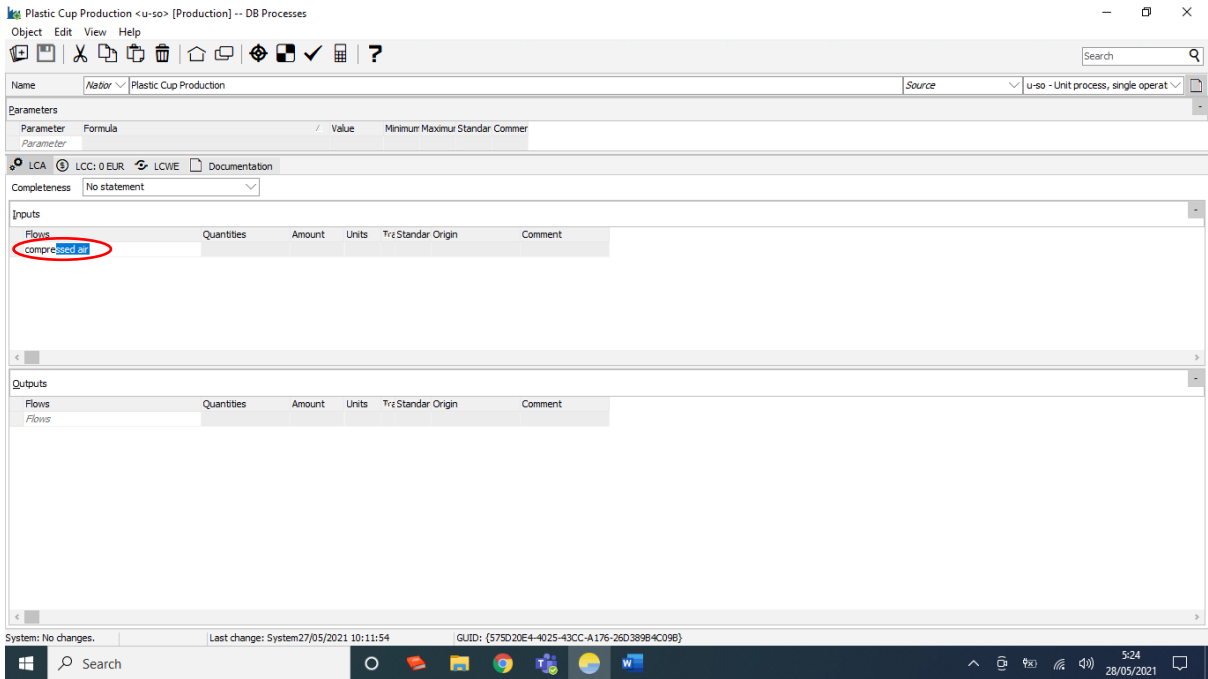 Plastic Cup Production <u-so> [Production] -- DB Processes
Object Edit View Help
Search
Name Nation Plastic Cup Production Source u-so - Unit process, single operat
Parameters
Parameter Formula Value Minimum Maximum Standar Commer
Parameter
LCA LCC: 0 EUR LCWE Documentation
Completeness No statement
Inputs
Flows Quantities Amount Units Tra Standar Origin Comment
compressed air
Outputs
Flows Quantities Amount Units Tra Standar Origin Comment
Flows
System: No changes. Last change: System27/05/2021 10:11:54 GUID: {575D20E4-4025-43CC-A176-26D389B4C09B}
Search 5:24
28/05/2021